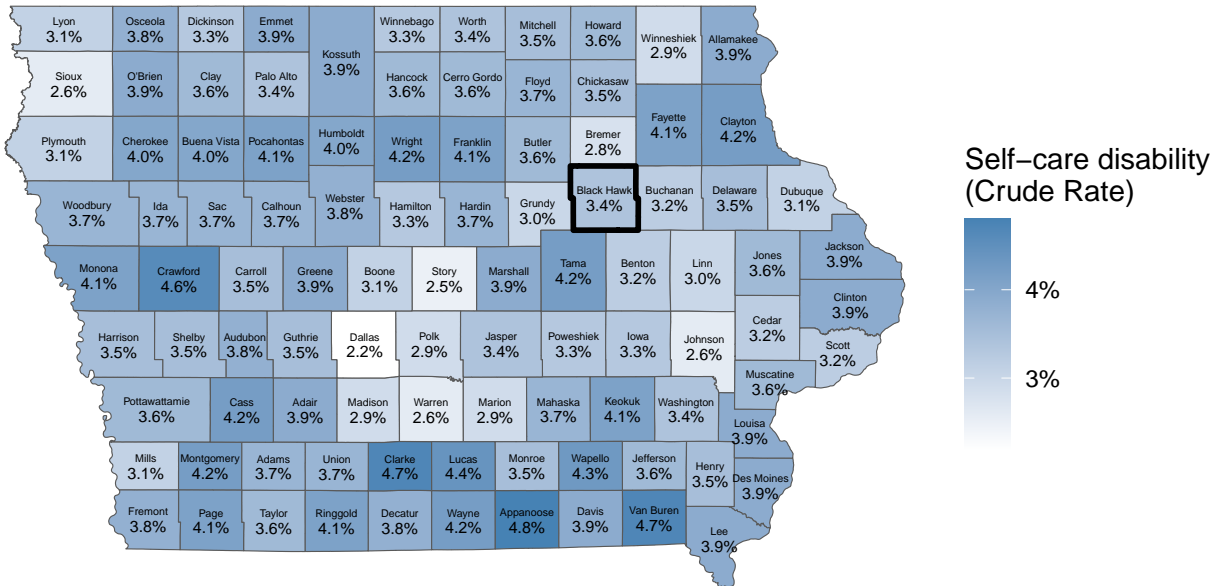 Lyon
3.1%
Osceola
3.8%
Dickinson
3.3%
Emmet
3.9%
Kossuth
3.9%
Winnebago
3.3%
Worth
3.4%
Mitchell
3.5%
Howard
3.6%
Winneshiek
2.9%
Allamakee
3.9%
Sioux
2.6%
O'Brien
3.9%
Clay
3.6%
Palo Alto
3.4%
Hancock
3.6%
Cerro Gordo
3.6%
Floyd
3.7%
Chickasaw
3.5%
Fayette
4.1%
Clayton
4.2%
Plymouth
3.1%
Cherokee
4.0%
Buena Vista
4.0%
Pocahontas
4.1%
Humboldt
4.0%
Wright
4.2%
Franklin
4.1%
Butler
3.6%
Bremer
2.8%
Woodbury
3.7%
Ida
3.7%
Sac
3.7%
Calhoun
3.7%
Webster
3.8%
Hamilton
3.3%
Hardin
3.7%
Grundy
3.0%
Black Hawk
3.4%
Buchanan
3.2%
Delaware
3.5%
Dubuque
3.1%
Monona
4.1%
Crawford
4.6%
Carroll
3.5%
Greene
3.9%
Boone
3.1%
Story
2.5%
Marshall
3.9%
Tama
4.2%
Benton
3.2%
Linn
3.0%
Jones
3.6%
Jackson
3.9%
Clinton
3.9%
Harrison
3.5%
Shelby
3.5%
Audubon
3.8%
Guthrie
3.5%
Dallas
2.2%
Polk
2.9%
Jasper
3.4%
Poweshiek
3.3%
Iowa
3.3%
Johnson
2.6%
Cedar
3.2%
Scott
3.2%
Muscatine
3.6%
Pottawattamie
3.6%
Cass
4.2%
Adair
3.9%
Madison
2.9%
Warren
2.6%
Marion
2.9%
Mahaska
3.7%
Keokuk
4.1%
Washington
3.4%
Louisa
3.9%
Mills
3.1%
Montgomery
4.2%
Adams
3.7%
Union
3.7%
Clarke
4.7%
Lucas
4.4%
Monroe
3.5%
Wapello
4.3%
Jefferson
3.6%
Henry
3.5%
Des Moines
3.9%
Fremont
3.8%
Page
4.1%
Taylor
3.6%
Ringgold
4.1%
Decatur
3.8%
Wayne
4.2%
Appanoose
4.8%
Davis
3.9%
Van Buren
4.7%
Lee
3.9%
Self−care disability
(Crude Rate)
4%
3%